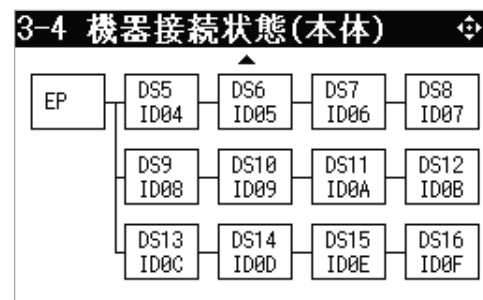 3-4 機器接続状態(本体)
EP
DS5 DS6 DS7 DS8
ID04 ID05 ID06 ID07
DS9 DS10 DS11 DS12
ID08 ID09 ID0A ID0B
DS13 DS14 DS15 DS16
ID0C ID0D ID0E ID0F